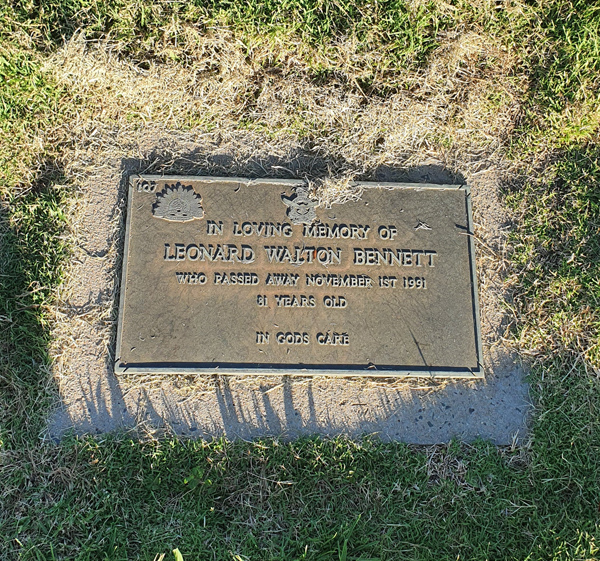 107
IN LOVING MEMORY OF
LEONARD WALTON BENNETT
WHO PASSED AWAY NOVEMBER 1ST 1991
81 YEARS OLD
IN GODS CARE